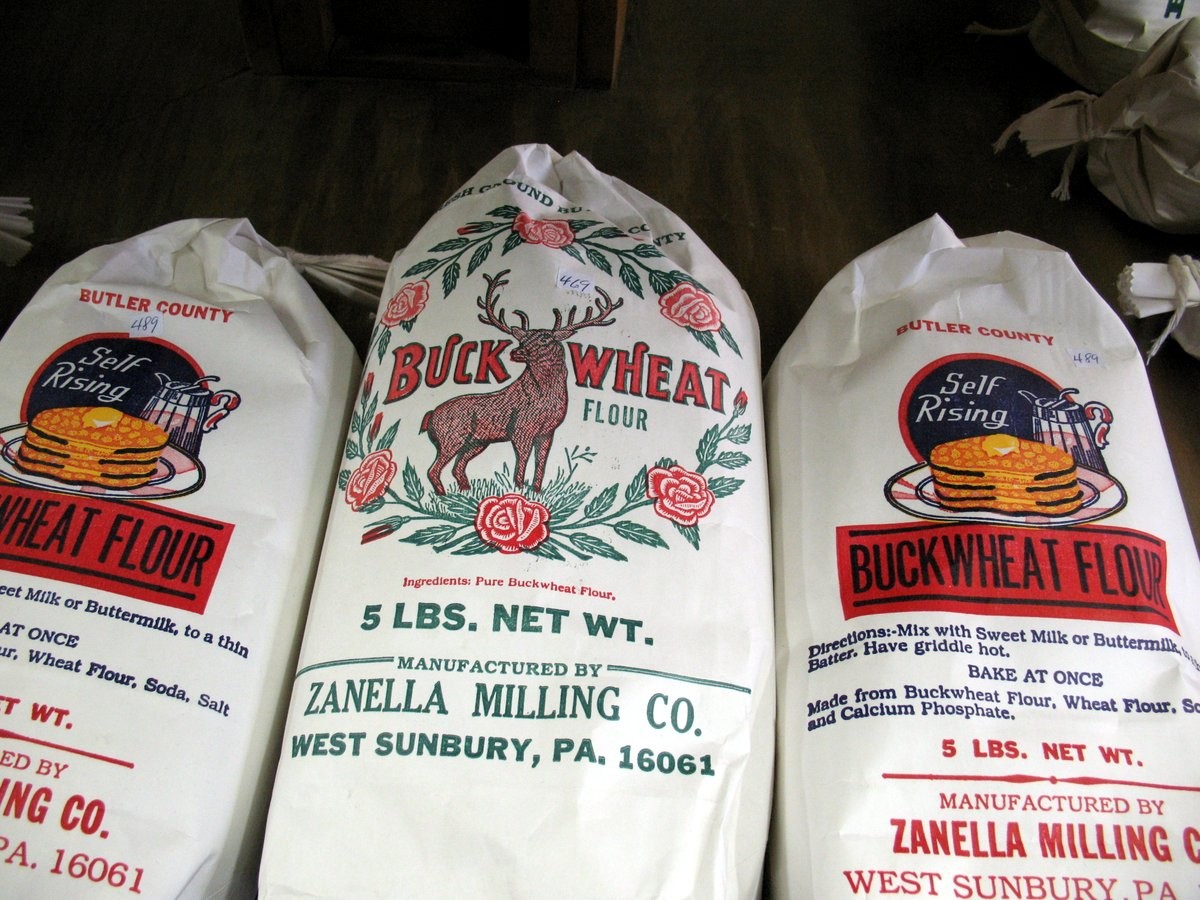 BUTLER COUNTY
489
Self
Rising
WHEAT FLOUR
Sweet Milk or Buttermilk, to a thin
AT ONCE
Wheat Flour, Soda, Salt
WT.
BY
CO.
PA. 16061
GROUND
469
BUCKWHEAT
FLOUR
Ingredients: Pure Buckwheat Flour.
5 LBS. NET WT.
MANUFACTURED BY
ZANELLA MILLING CO.
WEST SUNBURY, PA. 16061
BUTLER COUNTY
489
Self
Rising
BUCKWHEAT FLOUR
Directions:-Mix with Sweet Milk or Buttermilk,
Batter. Have griddle hot.
BAKE AT ONCE
Made from Buckwheat Flour, Wheat Flour,
and Calcium Phosphate.
5 LBS. NET WT.
MANUFACTURED BY
ZANELLA MILLING
WEST SUNBURY, PA